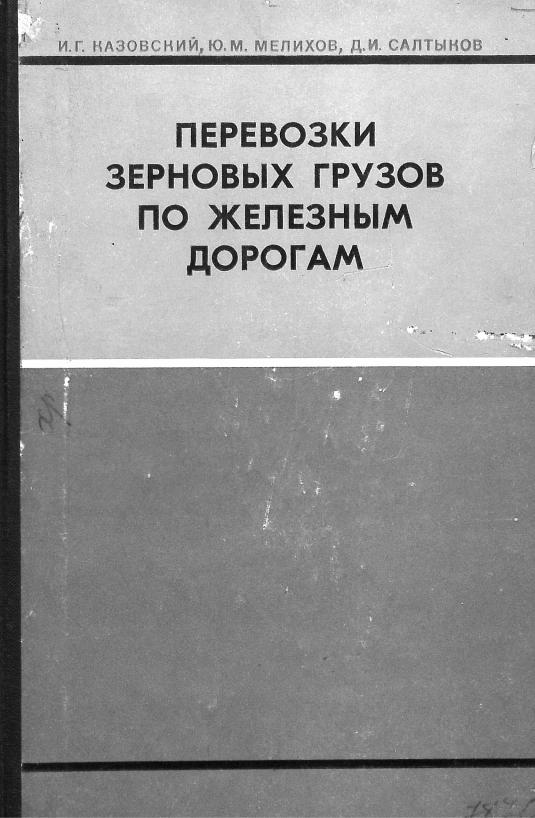 И.Г. КАЗОВСКИЙ, Ю.М. МЕЛИХОВ, Д.И. САЛТЫКОВ
ПЕРЕВОЗКИ
ЗЕРНОВЫХ ГРУЗОВ
ПО ЖЕЛЕЗНЫМ
ДОРОГАМ